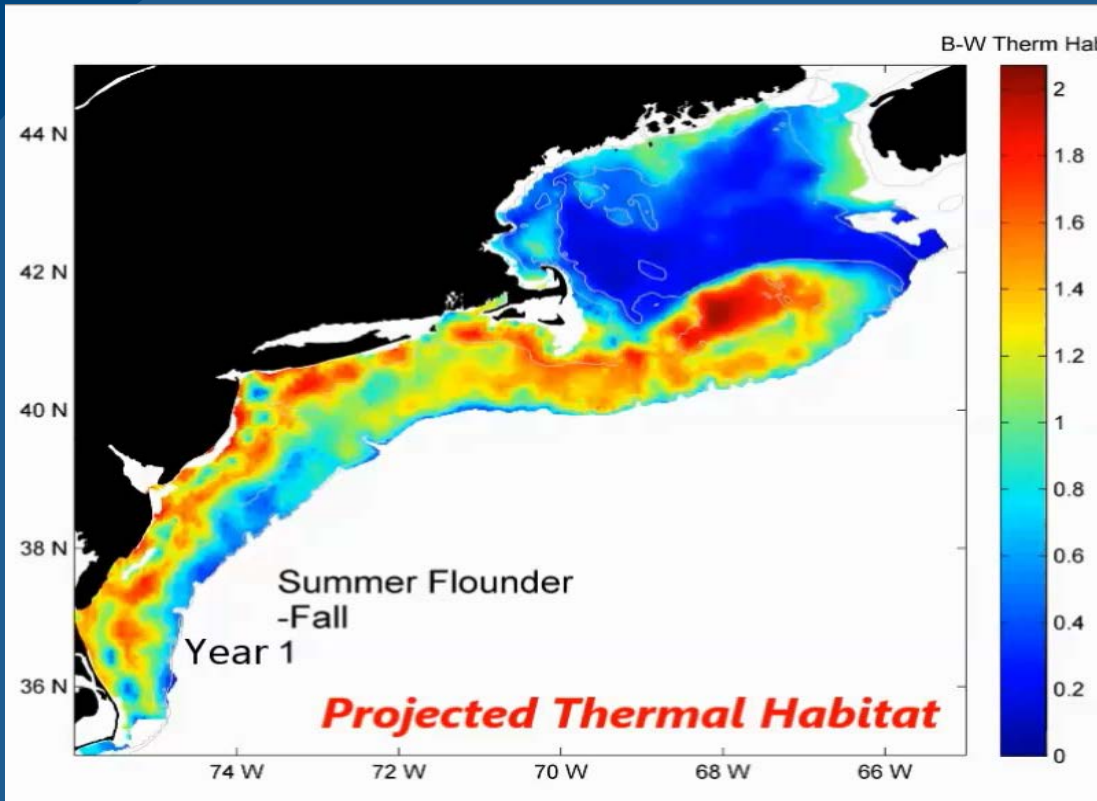 B-W Therm Hab
44 N
42 N
40 N
38 N
36 N
74 W
72 W
70 W
68 W
66 W
2
1.8
1.6
1.4
1.2
1
0.8
0.6
0.4
0.2
0
Summer Flounder
-Fall
Year 1
Projected Thermal Habitat